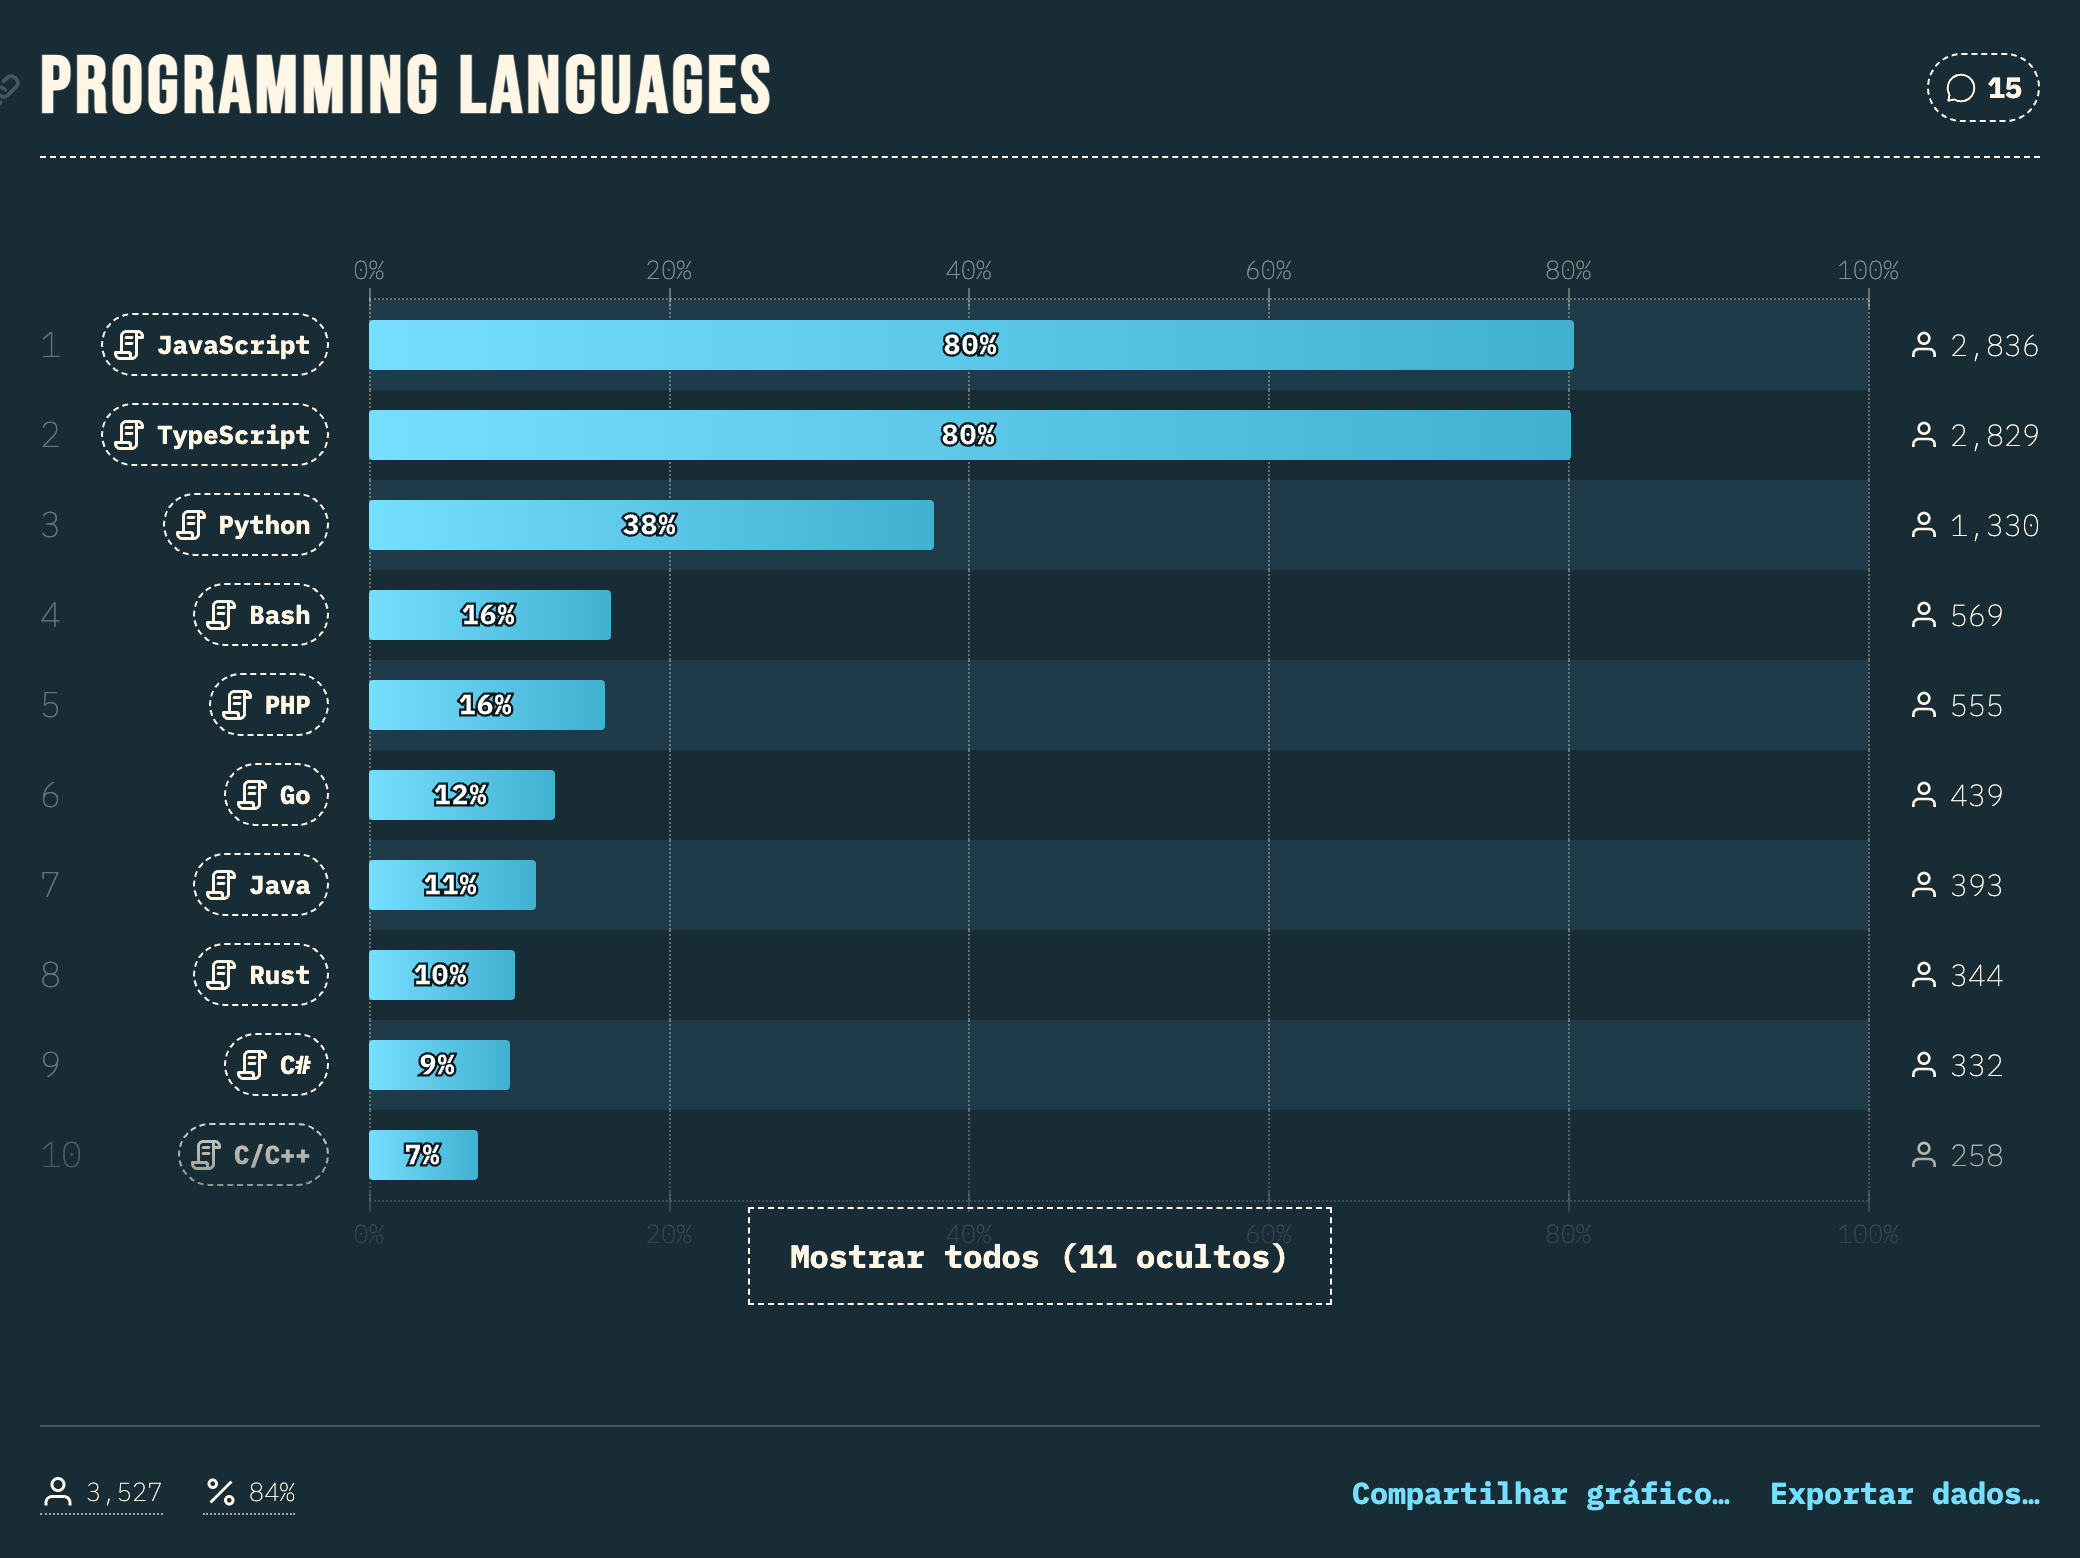 PROGRAMMING LANGUAGES
15
0% 20% 40% 60% 80% 100%
1 JavaScript 80% 2,836
2 TypeScript 80% 2,829
3 Python 38% 1,330
4 Bash 16% 569
5 PHP 16% 555
6 Go 12% 439
7 Java 11% 393
8 Rust 10% 344
9 C# 9% 332
10 C/C++ 7% 258
0% 20% 40% 60% 80% 100%
Mostrar todos (11 ocultos)
3,527 84% Compartilhar gráfico… Exportar dados…